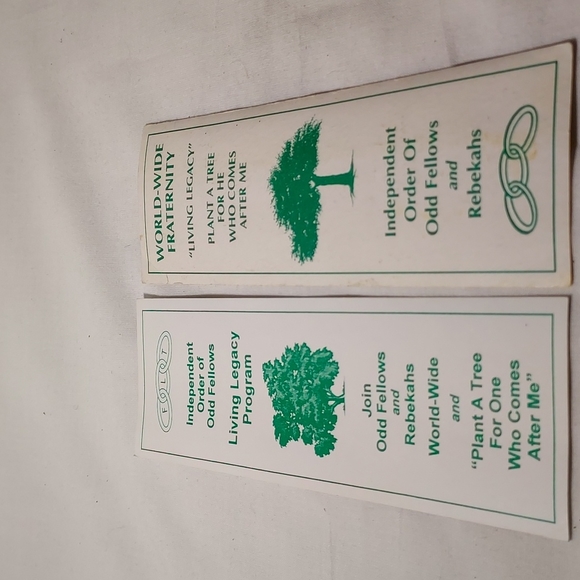 WORLD-WIDE
FRATERNITY
"LIVING LEGACY"
PLANT A TREE
FOR HE
WHO COMES
AFTER ME
Independent
Order Of
Odd Fellows
and
Rebekahs
F L T
Independent
Order of
Odd Fellows
Living Legacy
Program
Join
Odd Fellows
and
Rebekahs
World-Wide
and
"Plant A Tree
For One
Who Comes
After Me"